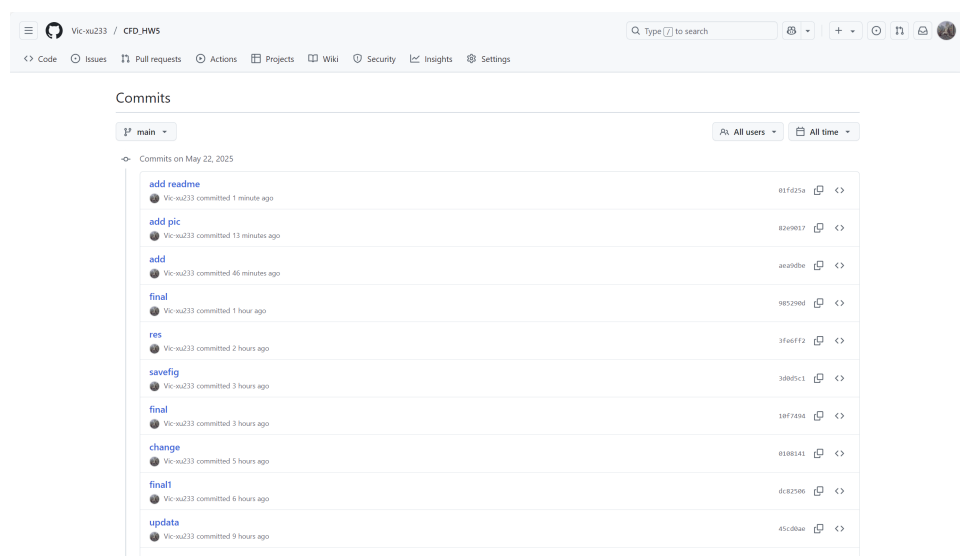 Vic-xu233 / CFD_HW5
Type / to search
Code Issues Pull requests Actions Projects Wiki Security Insights Settings
Commits
main All users All time
Commits on May 22, 2025
add readme
Vic-xu233 committed 1 minute ago
01fd25a
add pic
Vic-xu233 committed 13 minutes ago
82e9017
add
Vic-xu233 committed 46 minutes ago
aea9dbe
final
Vic-xu233 committed 1 hour ago
985290d
res
Vic-xu233 committed 2 hours ago
3fe6ff2
savefig
Vic-xu233 committed 3 hours ago
3d0d5c1
final
Vic-xu233 committed 3 hours ago
10f7494
change
Vic-xu233 committed 5 hours ago
0108141
final1
Vic-xu233 committed 6 hours ago
dc82506
updata
Vic-xu233 committed 9 hours ago
45cd0ae